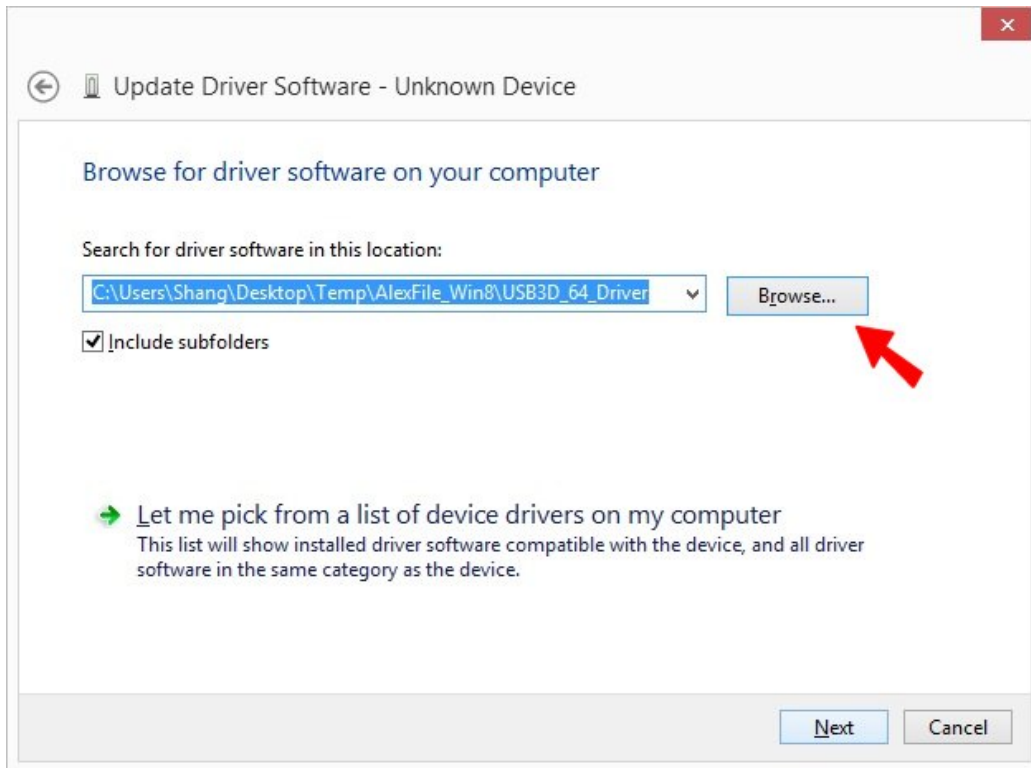 Update Driver Software - Unknown Device
Browse for driver software on your computer
Search for driver software in this location:
C:\Users\Shang\Desktop\Temp\AlexFile_Win8\USB3D_64_Driver
Browse...
Include subfolders
Let me pick from a list of device drivers on my computer
This list will show installed driver software compatible with the device, and all driver
software in the same category as the device.
Next
Cancel